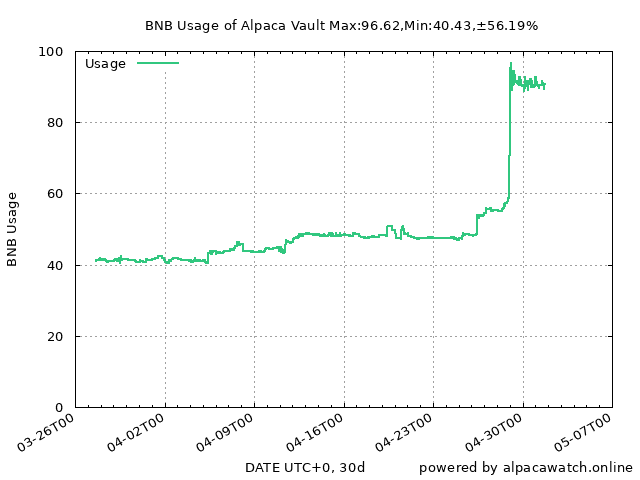 BNB Usage of Alpaca Vault Max:96.62,Min:40.43,±56.19%
Usage
BNB Usage
100
80
60
40
20
0
03-26T00
04-02T00
04-09T00
04-16T00
04-23T00
04-30T00
05-07T00
DATE UTC+0, 30d
powered by alpacawatch.online